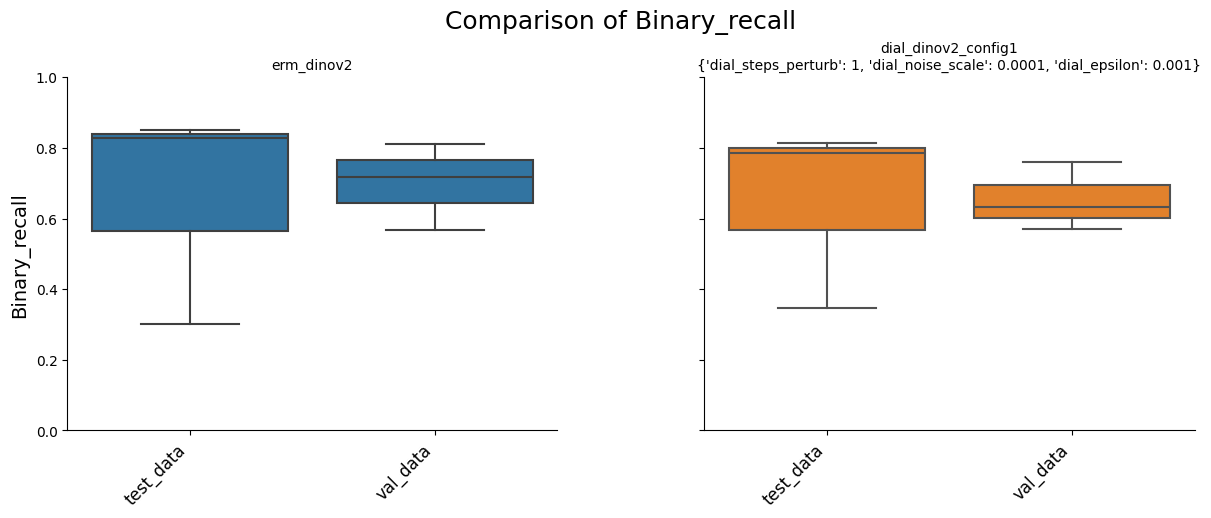 Comparison of Binary_recall
erm_dinov2
dial_dinov2_config1
{'dial_steps_perturb': 1, 'dial_noise_scale': 0.0001, 'dial_epsilon': 0.001}
1.0
0.8
0.6
0.4
0.2
0.0
Binary_recall
test_data
val_data
test_data
val_data